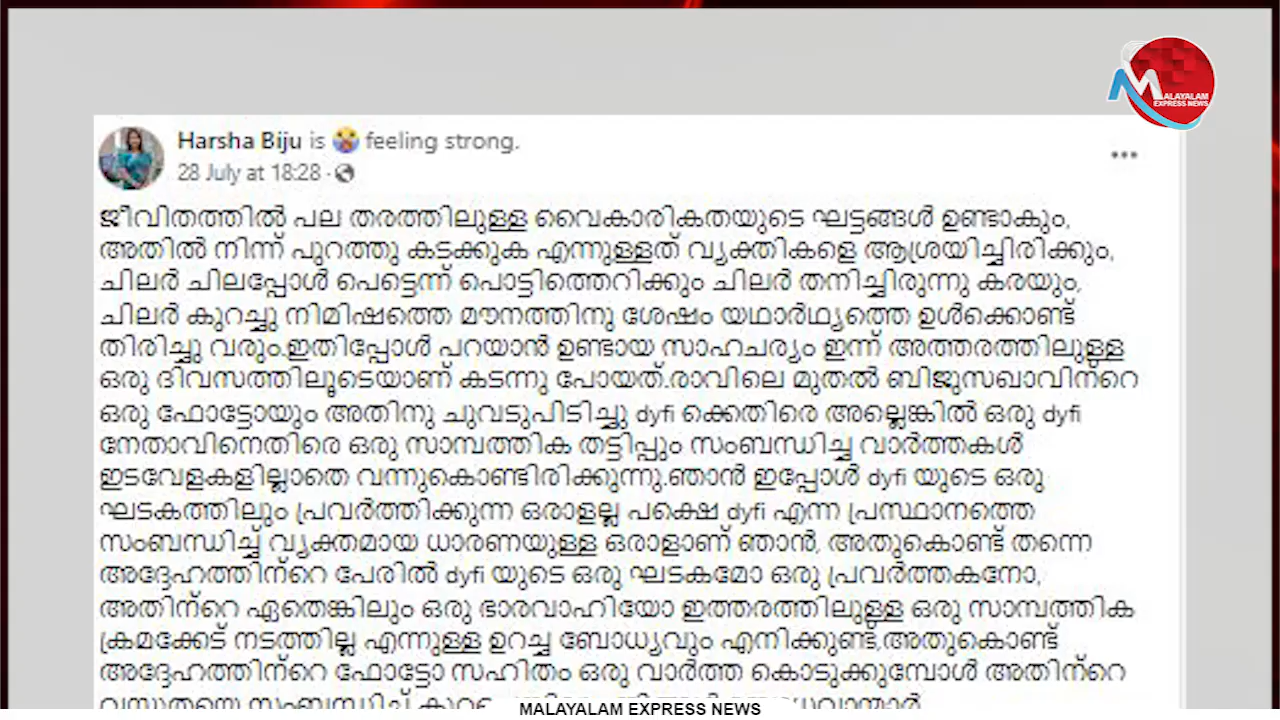 MALAYALAM
EXPRESS NEWS
Harsha Biju is feeling strong.
28 July at 18:28
ജീവിതത്തിൽ പല തരത്തിലുള്ള വൈകാരികതയുടെ ഘട്ടങ്ങൾ ഉണ്ടാകും,
അതിൽ നിന്ന് പുറത്തു കടക്കുക എന്നുള്ളത് വ്യക്തികളെ ആശ്രയിച്ചിരിക്കും,
ചിലർ ചിലപ്പോൾ പെട്ടെന്ന് പൊട്ടിത്തെറിക്കും ചിലർ തനിച്ചിരുന്നു കരയും,
ചിലർ കുറച്ചു നിമിഷത്തെ മൗനത്തിനു ശേഷം യഥാർഥ്യത്തെ ഉൾക്കൊണ്ട്
തിരിച്ചു വരും.ഇതിപ്പോൾ പറയാൻ ഉണ്ടായ സാഹചര്യം ഇന്ന് അത്തരത്തിലുള്ള
ഒരു ദിവസത്തിലൂടെയാണ് കടന്നു പോയത്.രാവിലെ മുതൽ ബിജുസഖാവിന്റെ
ഒരു ഫോട്ടോയും അതിനു ചുവടുപിടിച്ചു dyfi ക്കെതിരെ അല്ലെങ്കിൽ ഒരു dyfi
നേതാവിനെതിരെ ഒരു സാമ്പത്തിക തട്ടിപ്പും സംബന്ധിച്ച വാർത്തകൾ
ഇടവേളകളില്ലാതെ വന്നുകൊണ്ടിരിക്കുന്നു.ഞാൻ ഇപ്പോൾ dyfi യുടെ ഒരു
ഘടകത്തിലും പ്രവർത്തിക്കുന്ന ഒരാളല്ല പക്ഷെ dyfi എന്ന പ്രസ്ഥാനത്തെ
സംബന്ധിച്ച് വ്യക്തമായ ധാരണയുള്ള ഒരാളാണ് ഞാൻ, അതുകൊണ്ട് തന്നെ
അദ്ദേഹത്തിന്റെ പേരിൽ dyfi യുടെ ഒരു ഘടകമോ ഒരു പ്രവർത്തകനോ,
അതിന്റെ ഏതെങ്കിലും ഒരു ഭാരവാഹിയോ ഇത്തരത്തിലുള്ള ഒരു സാമ്പത്തിക
ക്രമക്കേട് നടത്തില്ല എന്നുള്ള ഉറച്ച ബോധ്യവും എനിക്കുണ്ട്,അതുകൊണ്ട്
അദ്ദേഹത്തിന്റെ ഫോട്ടോ സഹിതം ഒരു വാർത്ത കൊടുക്കുമ്പോൾ അതിന്റെ
വസ്തുതയെ സംബന്ധിച്ച്
MALAYALAM EXPRESS NEWS